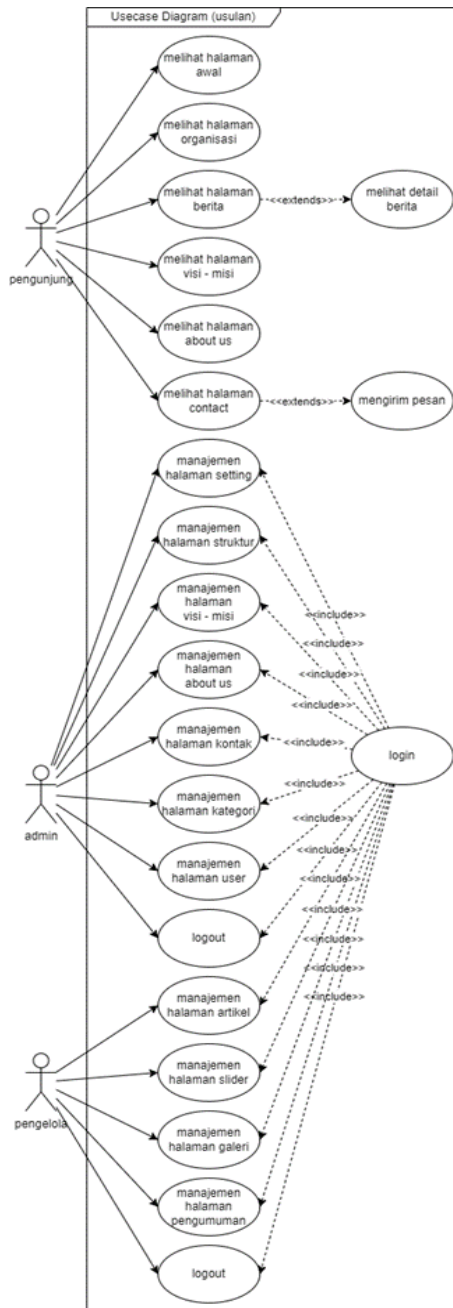 Usecase Diagram (usulan)
melihat halaman
awal
melihat halaman
organisasi
melihat halaman
berita
<<extends>>
melihat detail
berita
pengunjung
melihat halaman
visi - misi
melihat halaman
about us
melihat halaman
contact
<<extends>>
mengirim pesan
manajemen
halaman setting
manajemen
halaman struktur
manajemen
halaman
visi - misi
<<include>>
manajemen
halaman
about us
<<include>>
<<include>>
manajemen
halaman kontak
<<include>>
login
admin
manajemen
halaman kategori
<<include>>
<<include>>
manajemen
halaman user
<<include>>
logout
<<include>>
<<include>>
<<include>>
<<include>>
manajemen
halaman artikel
pengelola
manajemen
halaman slider
manajemen
halaman galeri
manajemen
halaman
pengumuman
logout